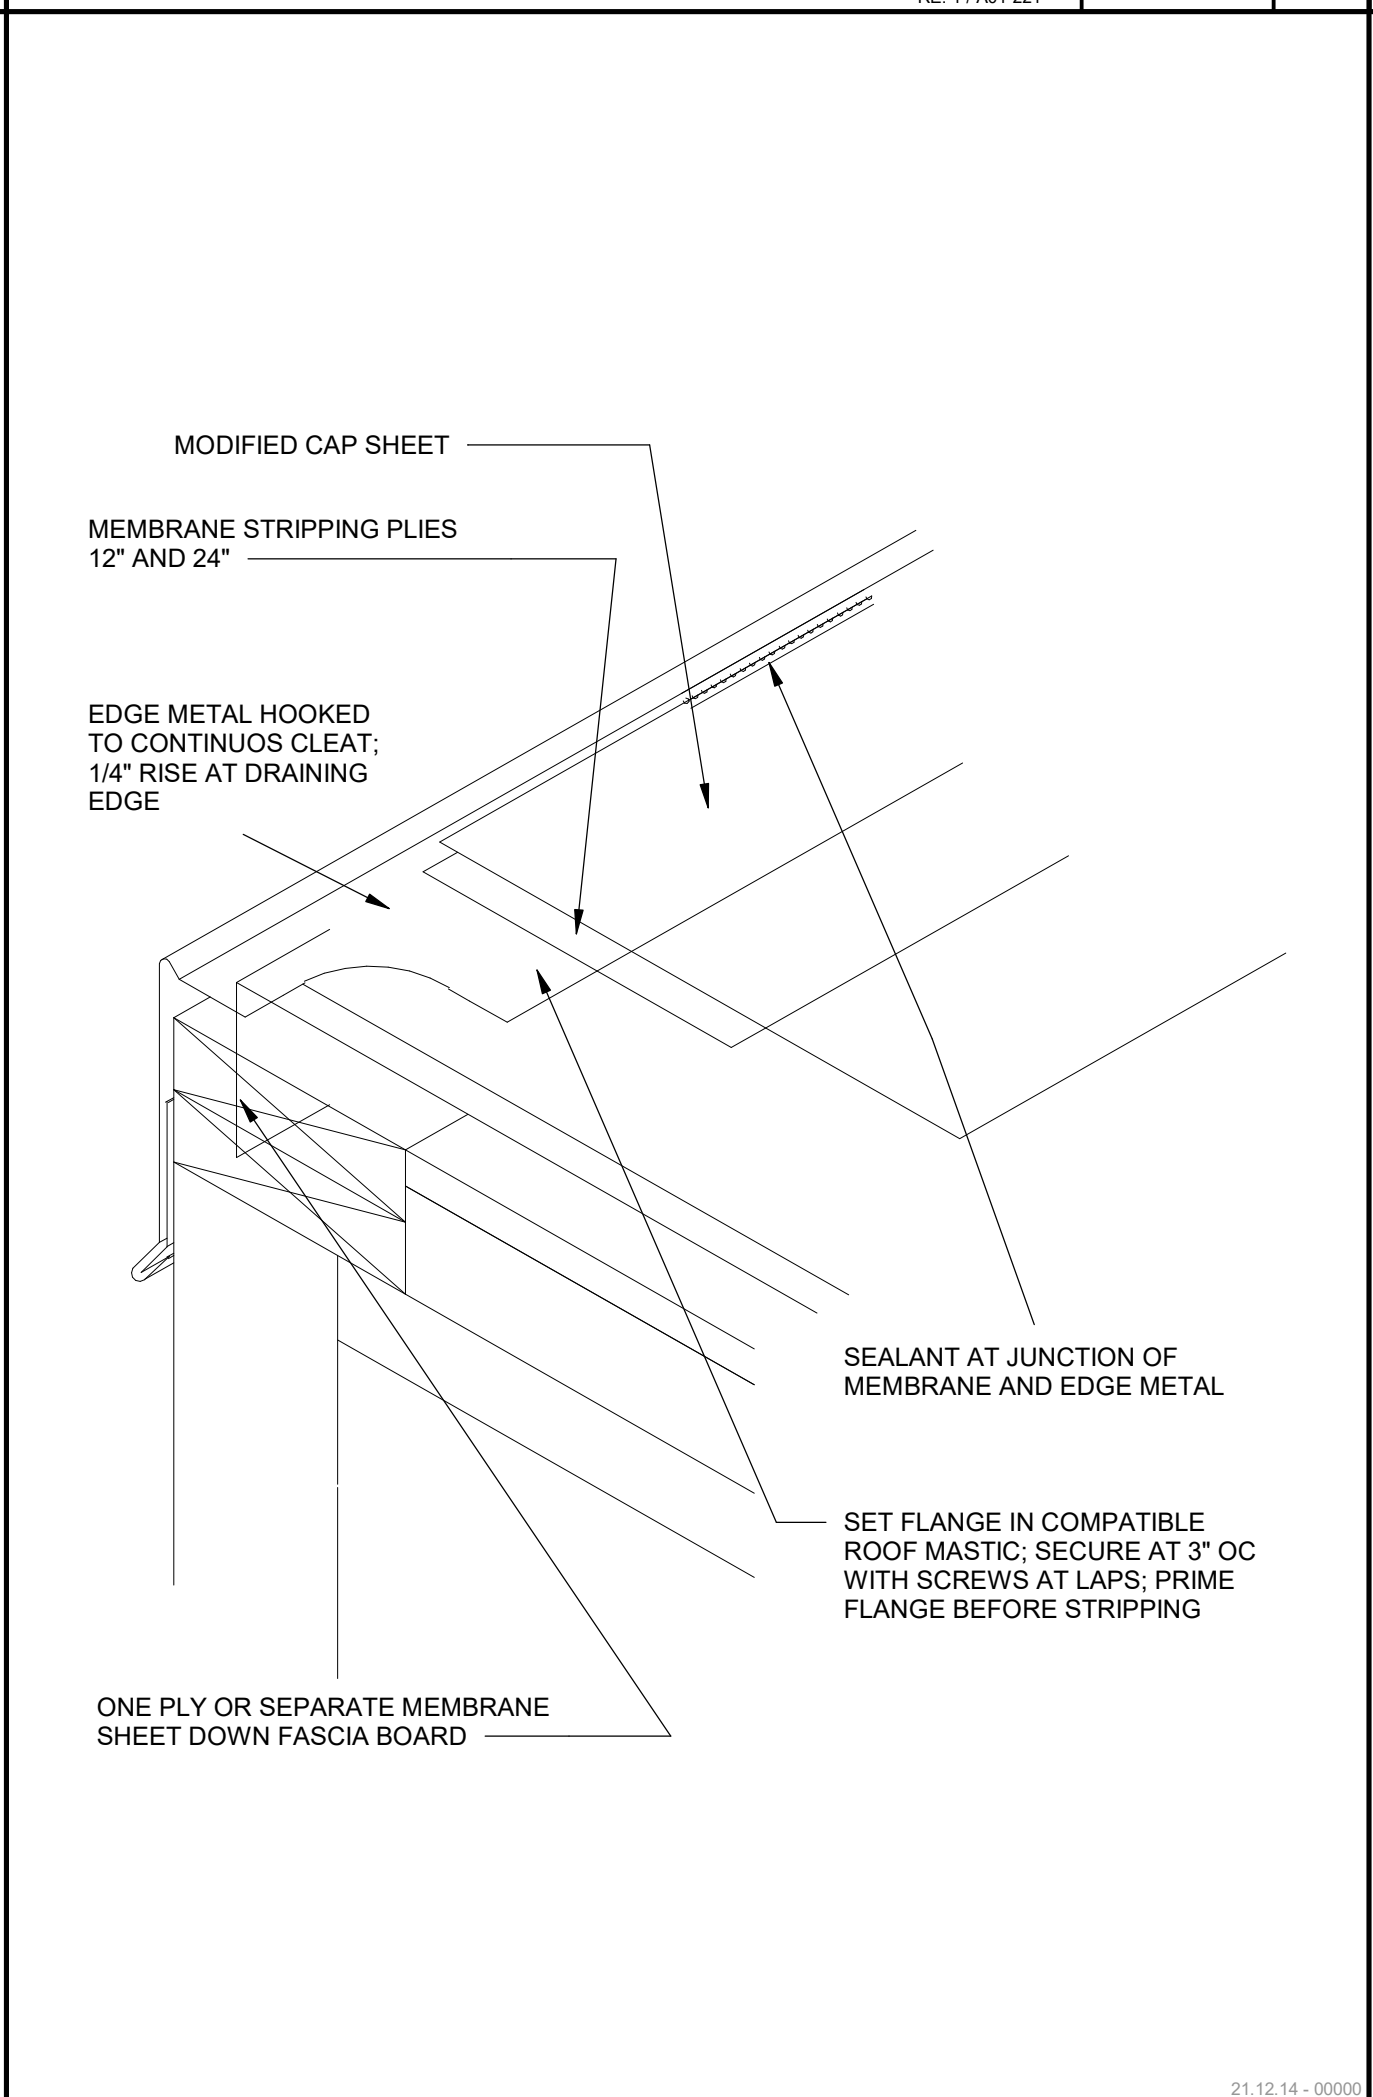 MODIFIED CAP SHEET
MEMBRANE STRIPPING PLIES
12" AND 24"
EDGE METAL HOOKED
TO CONTINUOS CLEAT;
1/4" RISE AT DRAINING
EDGE
SEALANT AT JUNCTION OF
MEMBRANE AND EDGE METAL
SET FLANGE IN COMPATIBLE
ROOF MASTIC; SECURE AT 3" OC
WITH SCREWS AT LAPS; PRIME
FLANGE BEFORE STRIPPING
ONE PLY OR SEPARATE MEMBRANE
SHEET DOWN FASCIA BOARD
21.12.14 - 00000